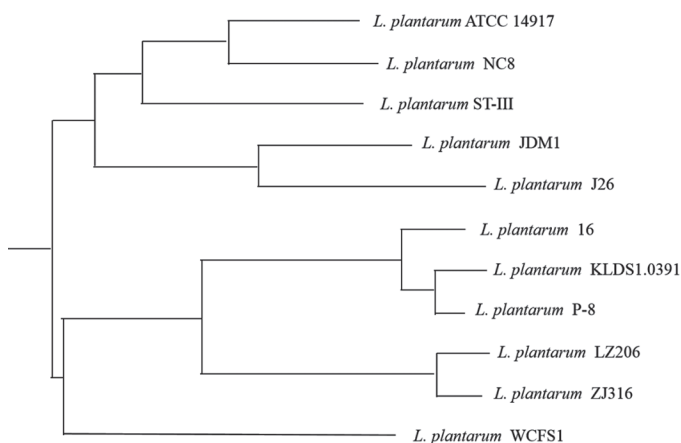 L. plantarum ATCC 14917
L. plantarum NC8
L. plantarum ST-III
L. plantarum JDM1
L. plantarum J26
L. plantarum 16
L. plantarum KLDS1.0391
L. plantarum P-8
L. plantarum LZ206
L. plantarum ZJ316
L. plantarum WCFS1